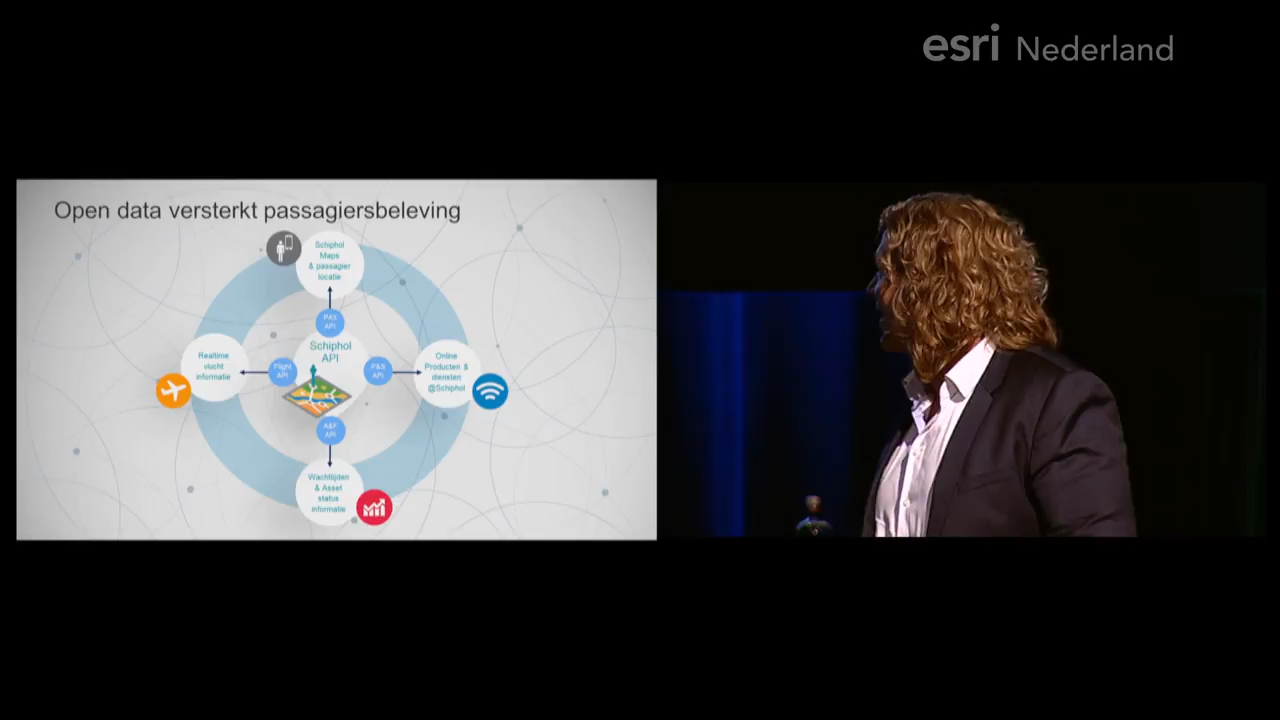 esri Nederland
Open data versterkt passagiersbeleving
Schiphol
Maps
& passagier
locatie
PAX
API
Schiphol
API
Realtime
vlucht
informatie
Flight
API
P&S
API
Online
Producten &
diensten
@Schiphol
A&F
API
Wachttijden
& Asset
status
informatie